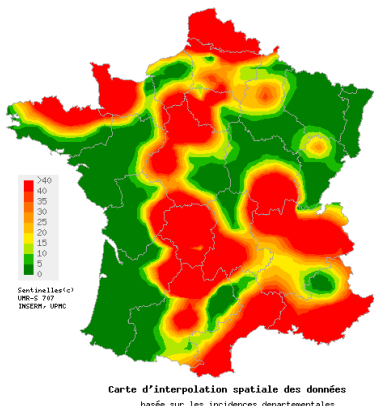 >40
40
35
30
25
20
15
10
5
0
Sentinelles(c)
UMR-S 707
INSERM, UPMC
Carte d'interpolation spatiale des données
basée sur les incidences departementales